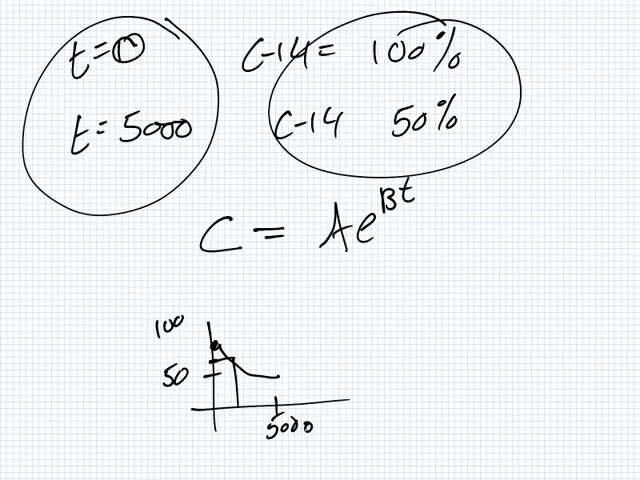 t=0 C-14= 100%
t=5000 C-14 50%
C = Ae^Bt
100
50
5000